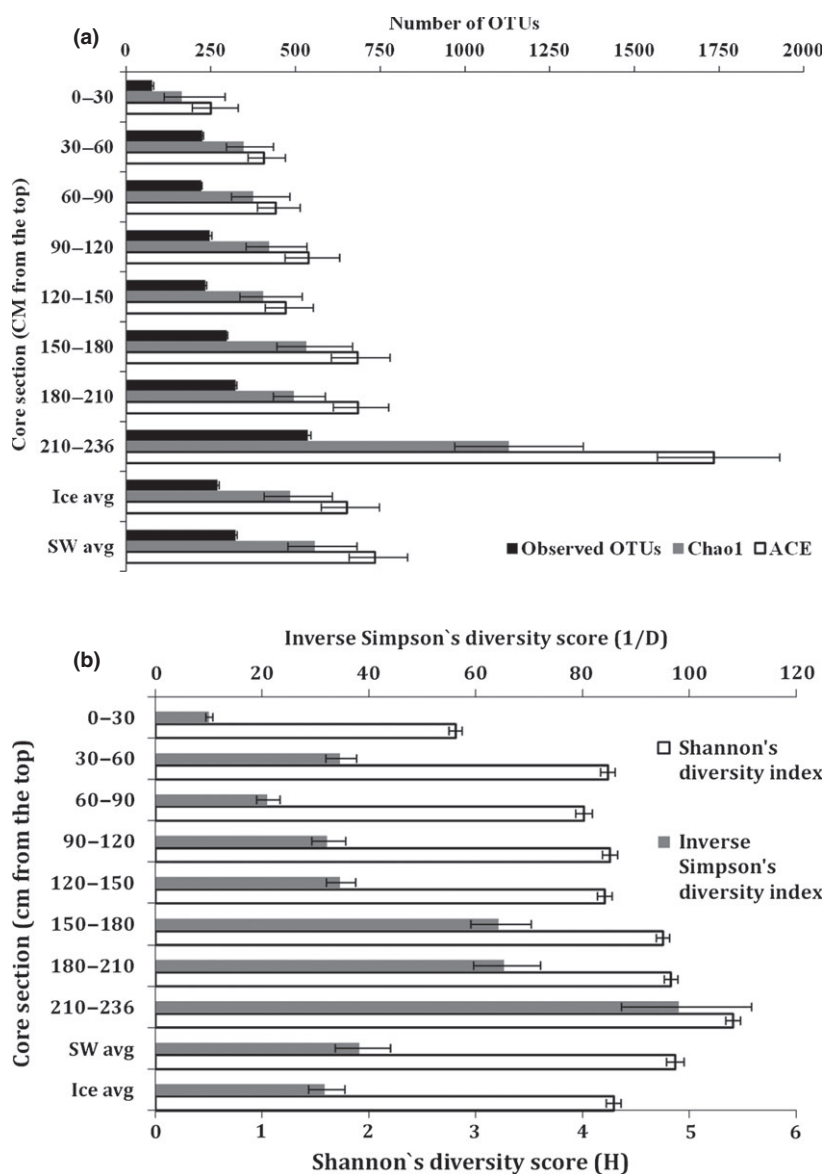 Number of OTUs
(a)
0 250 500 750 1000 1250 1500 1750 2000
Core section (CM from the top)
0–30
30–60
60–90
90–120
120–150
150–180
180–210
210–236
Ice avg
SW avg
Observed OTUs Chao1 ACE
Inverse Simpson`s diversity score (1/D)
(b)
0 20 40 60 80 100 120
Core section (cm from the top)
0–30
30–60
60–90
90–120
120–150
150–180
180–210
210–236
SW avg
Ice avg
Shannon's
diversity index
Inverse
Simpson's
diversity index
0 1 2 3 4 5 6
Shannon`s diversity score (H)